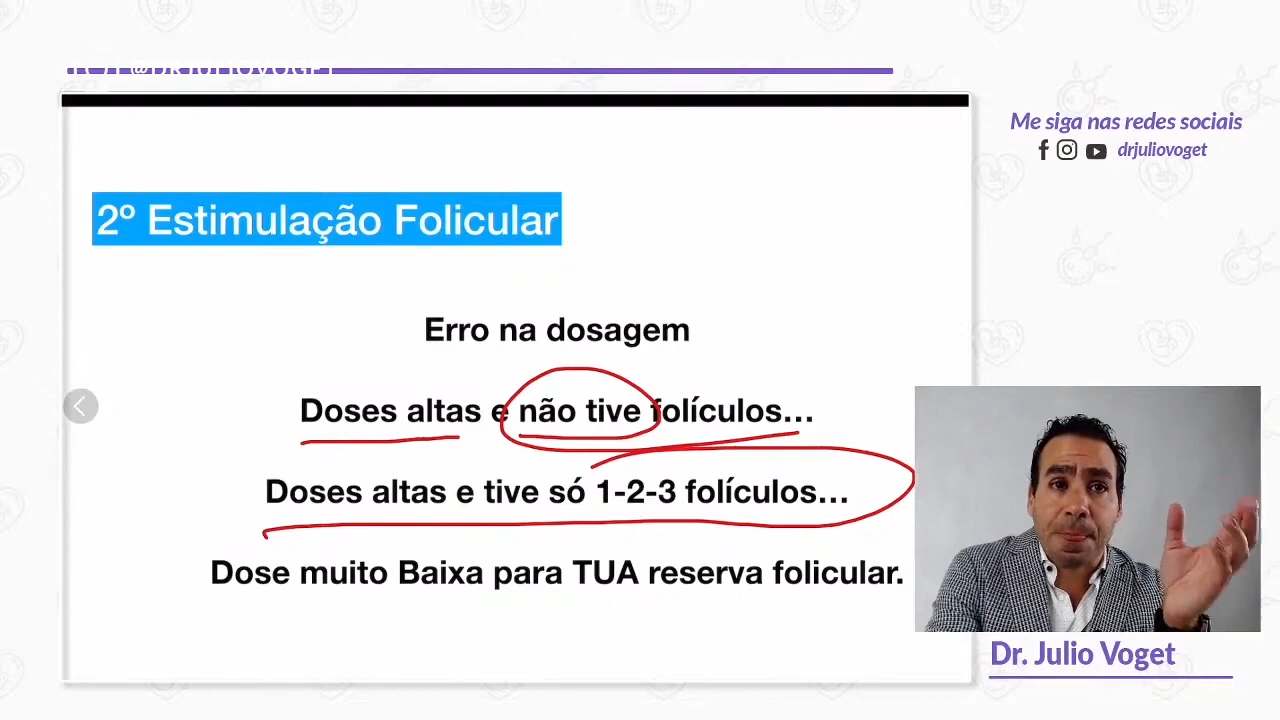 @DRJULIOVOGET
Me siga nas redes sociais
drjuliovoget
2º Estimulação Folicular
Erro na dosagem
Doses altas e não tive folículos...
Doses altas e tive só 1-2-3 folículos...
Dose muito Baixa para TUA reserva folicular.
Dr. Julio Voget